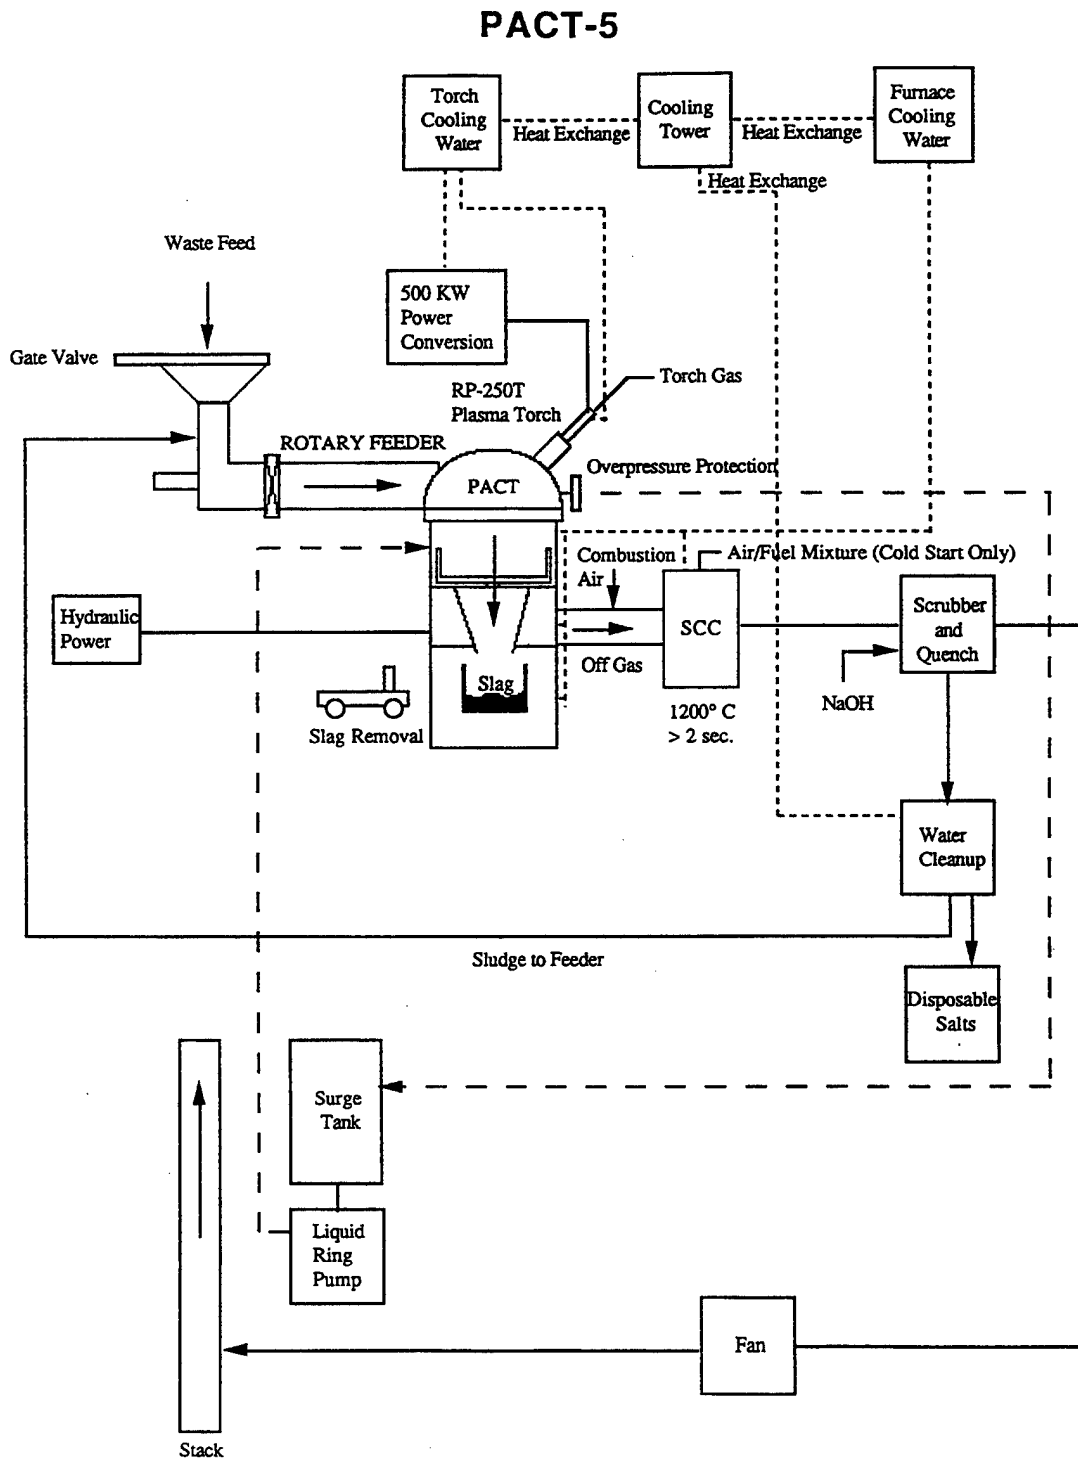 PACT-5
Torch
Cooling
Water
Heat Exchange
Cooling
Tower
Heat Exchange
Furnace
Cooling
Water
Heat Exchange
Waste Feed
500 KW
Power
Conversion
Gate Valve
RP-250T
Plasma Torch
Torch Gas
ROTARY FEEDER
PACT
Overpressure Protection
Combustion
Air
Air/Fuel Mixture (Cold Start Only)
Hydraulic
Power
SCC
Scrubber
and
Quench
Off Gas
Slag
NaOH
1200° C
> 2 sec.
Slag Removal
Water
Cleanup
Sludge to Feeder
Disposable
Salts
Surge
Tank
Liquid
Ring
Pump
Fan
Stack